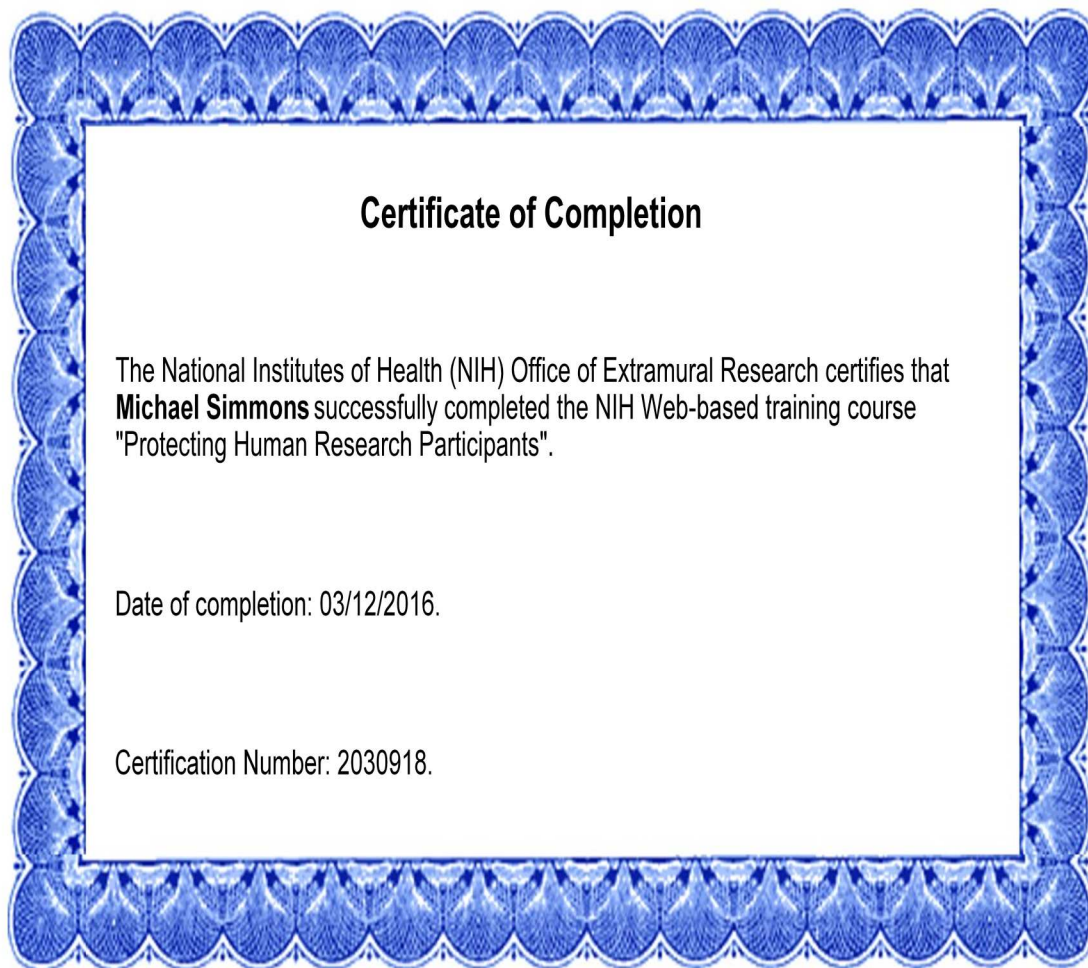 Certificate of Completion
The National Institutes of Health (NIH) Office of Extramural Research certifies that
Michael Simmons successfully completed the NIH Web-based training course
"Protecting Human Research Participants".
Date of completion: 03/12/2016.
Certification Number: 2030918.